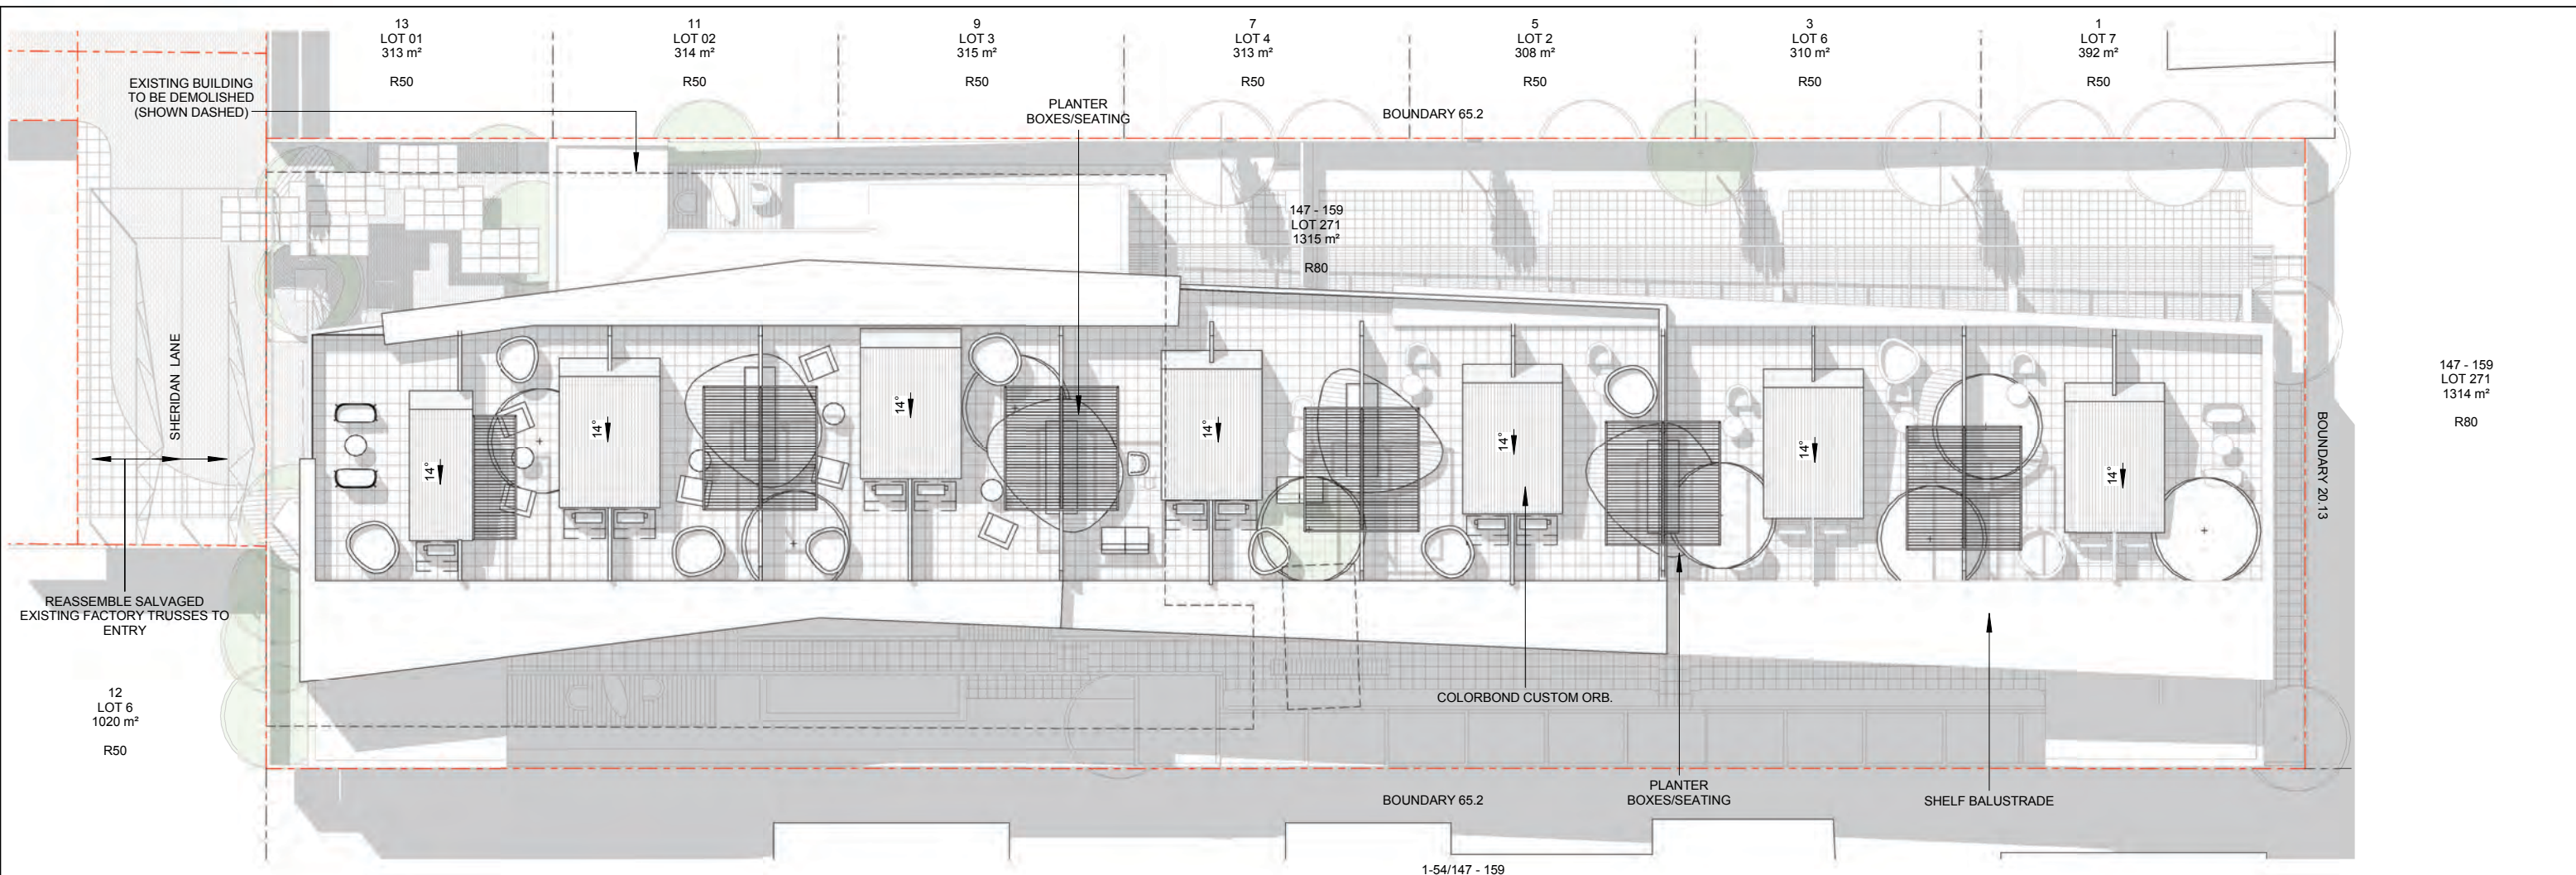 13
LOT 01
313 m²
R50
11
LOT 02
314 m²
R50
9
LOT 3
315 m²
R50
7
LOT 4
313 m²
R50
5
LOT 2
308 m²
R50
3
LOT 6
310 m²
R50
1
LOT 7
392 m²
R50
EXISTING BUILDING
TO BE DEMOLISHED
(SHOWN DASHED)
PLANTER
BOXES/SEATING
BOUNDARY 65.2
147 - 159
LOT 271
1315 m²
R80
SHERIDAN LANE
14°
14°
14°
14°
14°
14°
14°
BOUNDARY 20.13
147 - 159
LOT 271
1314 m²
R80
REASSEMBLE SALVAGED
EXISTING FACTORY TRUSSES TO
ENTRY
12
LOT 6
1020 m²
R50
COLORBOND CUSTOM ORB.
PLANTER
BOXES/SEATING
SHELF BALUSTRADE
BOUNDARY 65.2
1-54/147 - 159